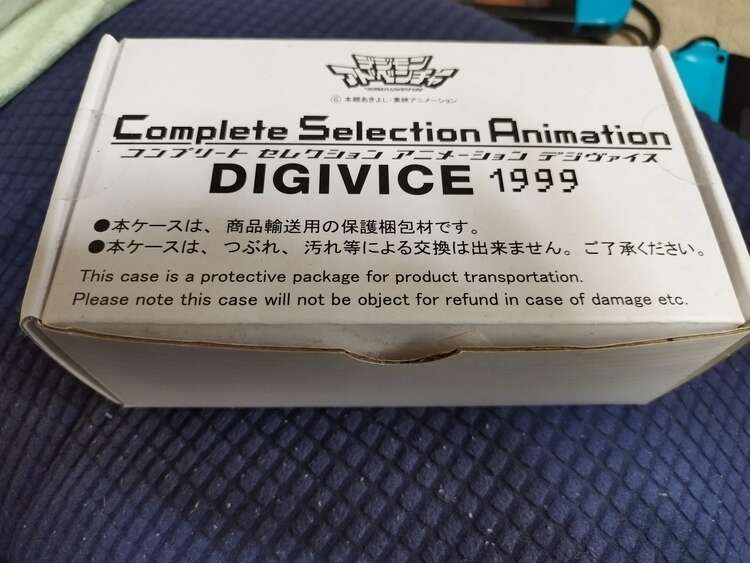 デジモン
アドベンチャー
© 本郷あきよし・東映アニメーション
Complete Selection Animation
コンプリート セレクション アニメーション デジヴァイス
DIGIVICE 1999
●本ケースは、商品輸送用の保護梱包材です。
●本ケースは、つぶれ、汚れ等による交換は出来ません。ご了承ください。
This case is a protective package for product transportation.
Please note this case will not be object for refund in case of damage etc.